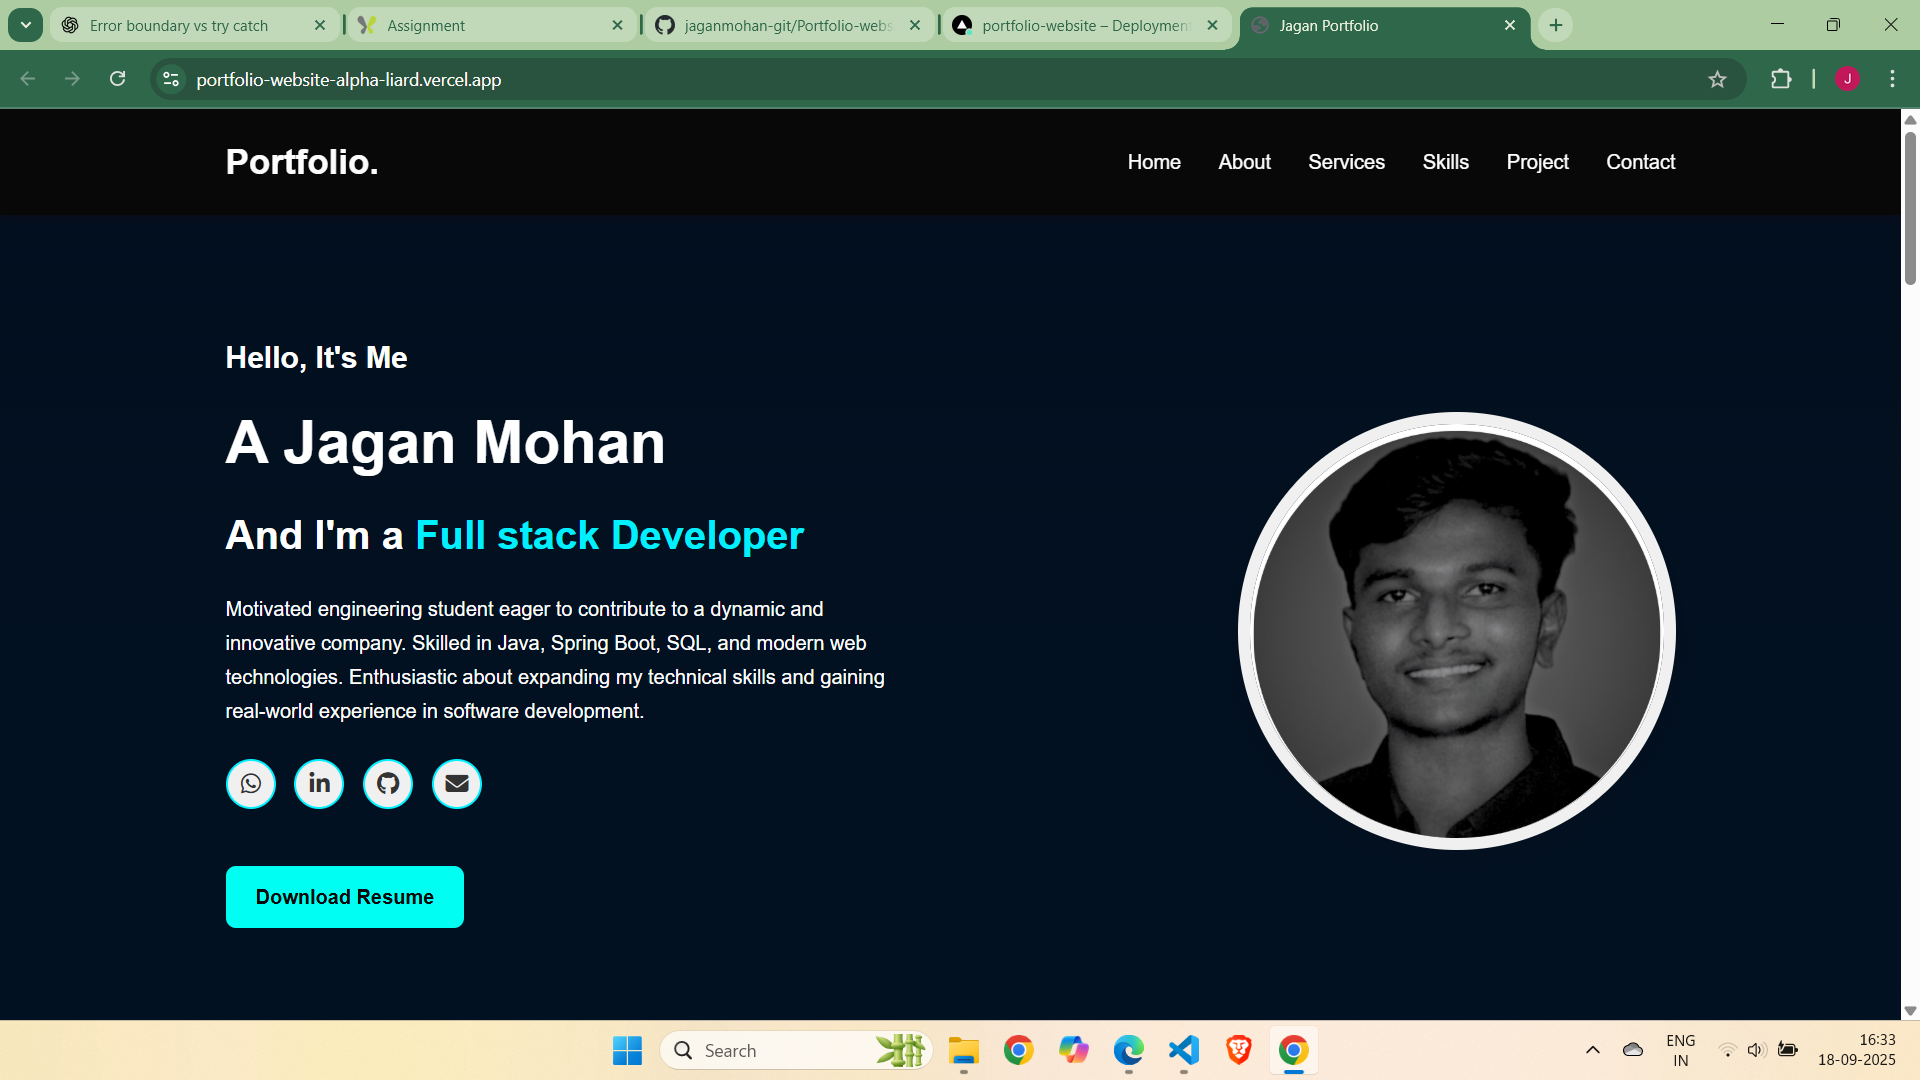 Error boundary vs try catch
Assignment
jaganmohan-git/Portfolio-webs
portfolio-website – Deploymen
Jagan Portfolio
portfolio-website-alpha-liard.vercel.app
J
Portfolio.
Home
About
Services
Skills
Project
Contact
Hello, It's Me
A Jagan Mohan
And I'm a Full stack Developer
Motivated engineering student eager to contribute to a dynamic and
innovative company. Skilled in Java, Spring Boot, SQL, and modern web
technologies. Enthusiastic about expanding my technical skills and gaining
real-world experience in software development.
in
Download Resume
Search
ENG
IN
16:33
18-09-2025